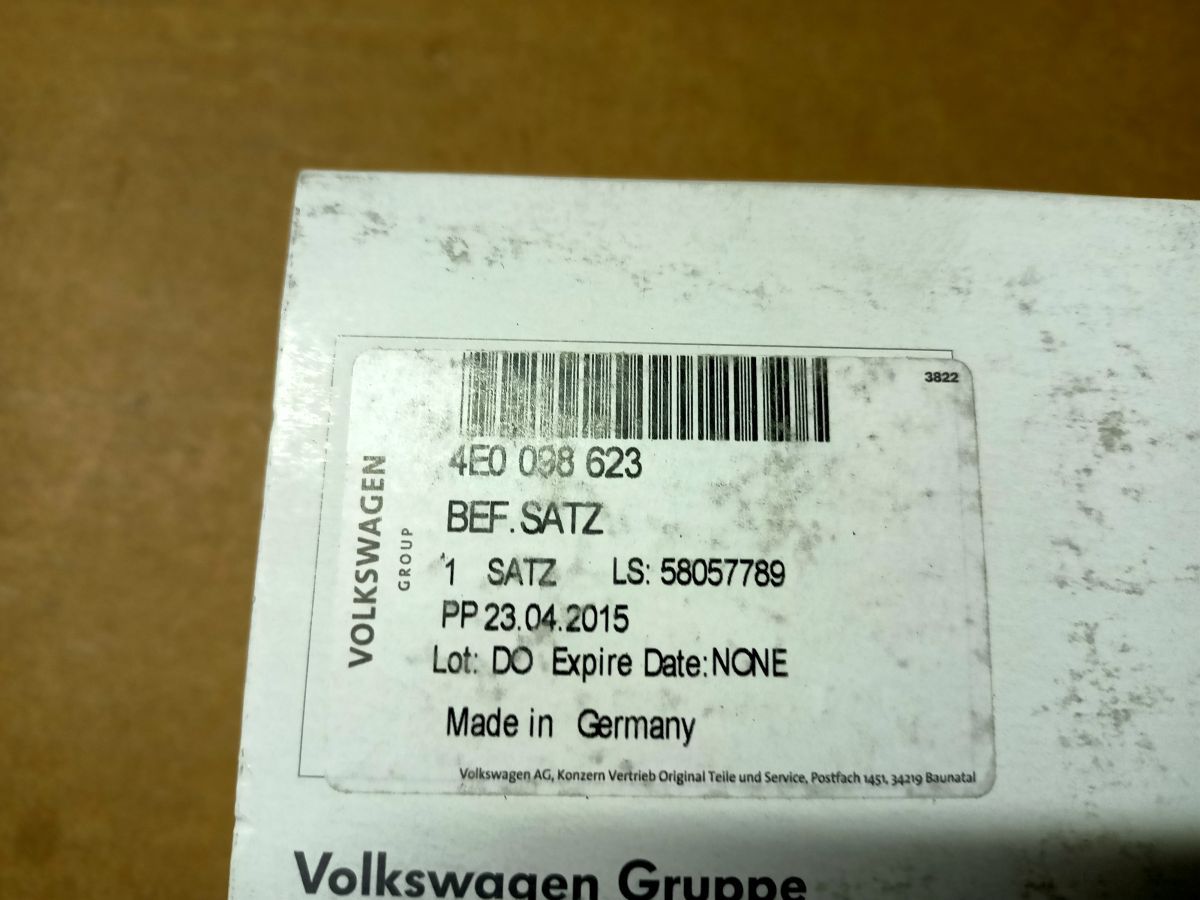 3822
4E0 098 623
BEF.SATZ
1 SATZ LS: 58057789
PP 23.04.2015
Lot: DO Expire Date:NONE
Made in Germany
VOLKSWAGEN
GROUP
Volkswagen AG, Konzern Vertrieb Original Teile und Service, Postfach 1451, 34219 Baunatal
Volkswagen Gruppe